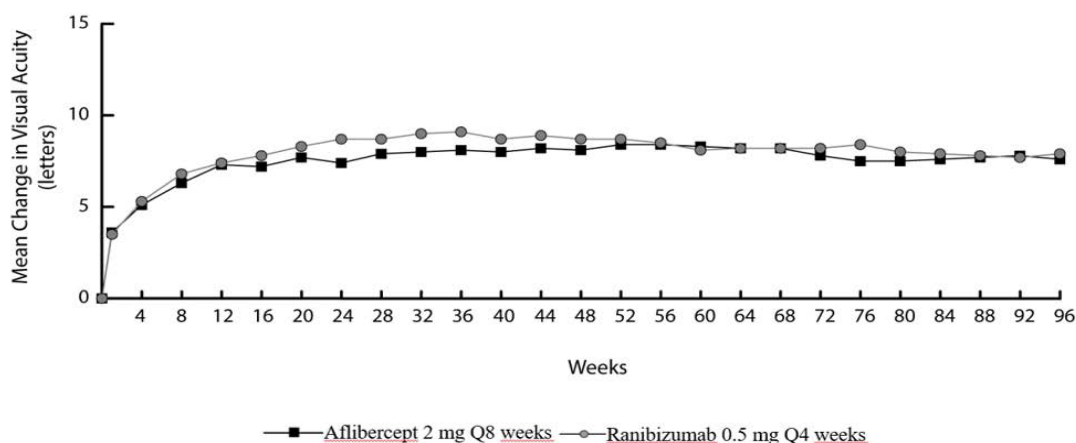 15
10
5
0
Mean Change in Visual Acuity
(letters)
4 8 12 16 20 24 28 32 36 40 44 48 52 56 60 64 68 72 76 80 84 88 92 96
Weeks
Aflibercept 2 mg Q8 weeks Ranibizumab 0.5 mg Q4 weeks